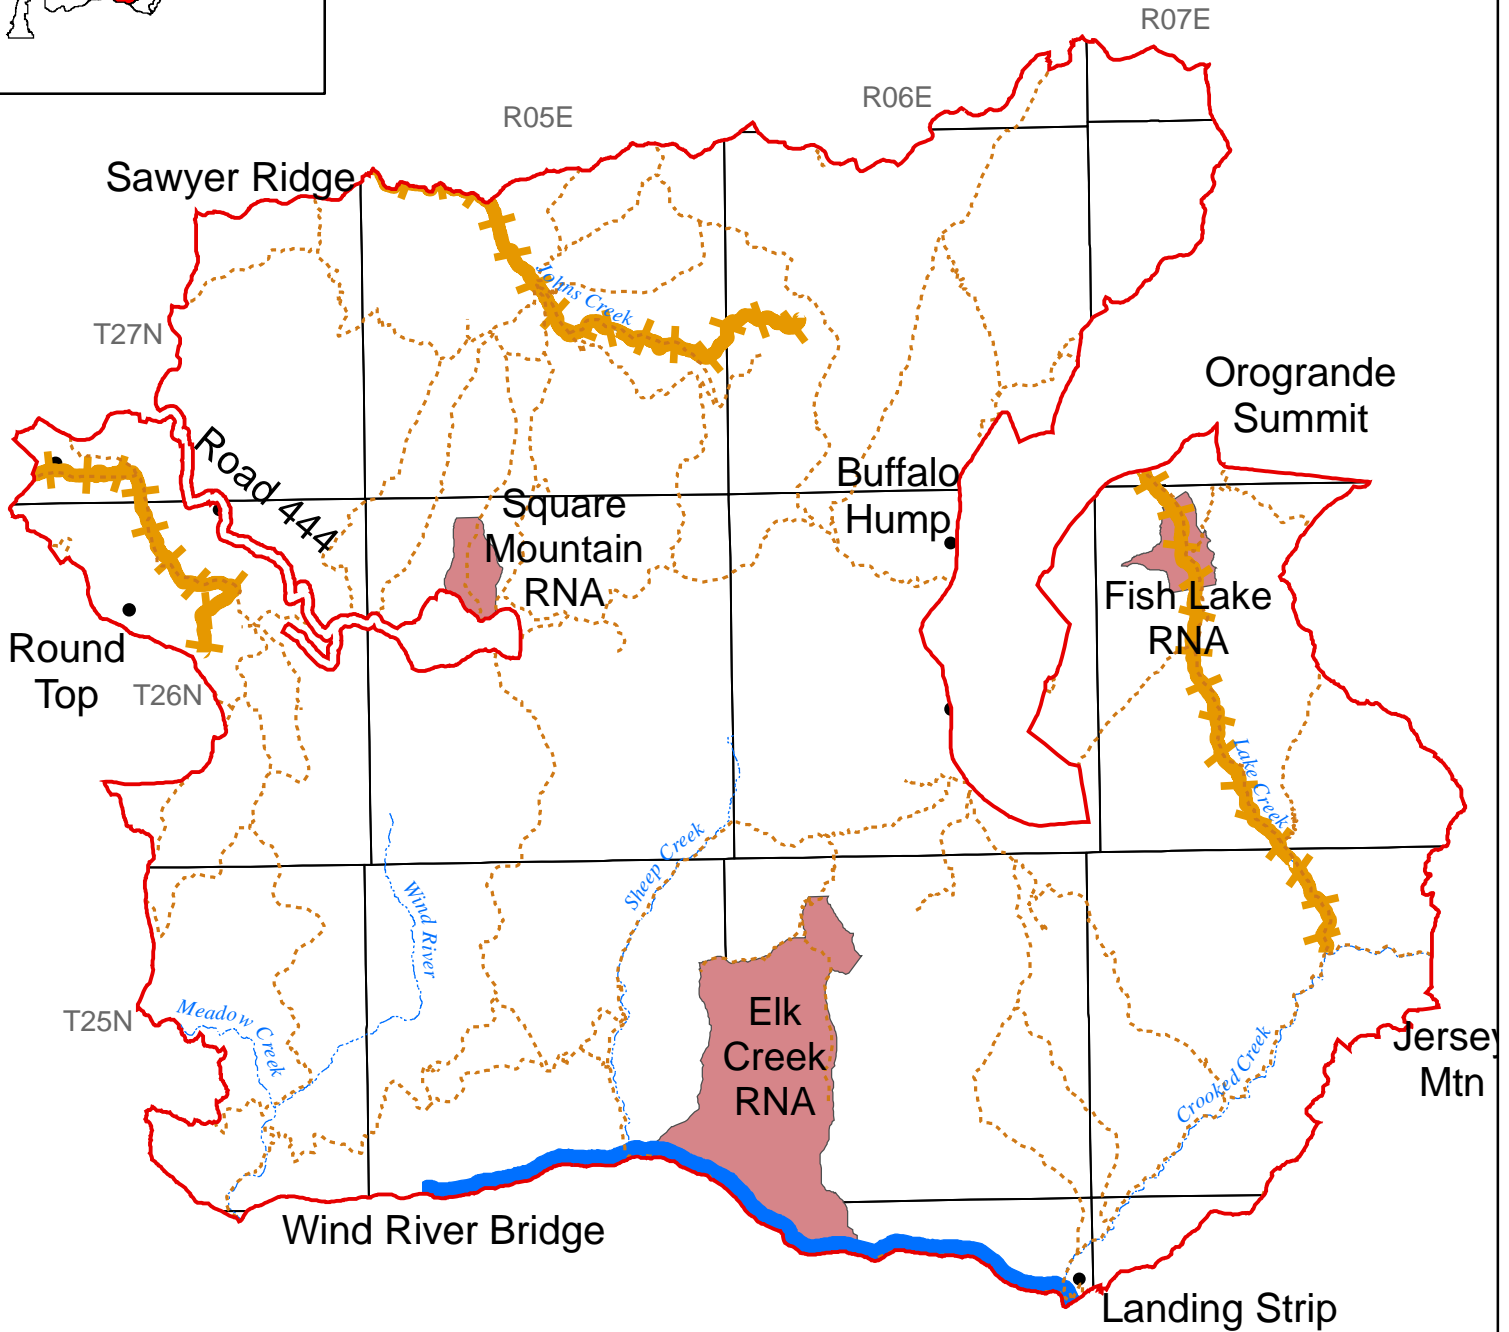 R07E
R06E
R05E
Sawyer Ridge
Johns Creek
T27N
Orogrande
Summit
Road 444
Buffalo
Hump
Square
Mountain
RNA
Fish Lake
RNA
Round
Top
T26N
Lake Creek
Sheep Creek
Wind River
Meadow Creek
T25N
Elk
Creek
RNA
Crooked Creek
Jersey
Mtn
Wind River Bridge
Landing Strip